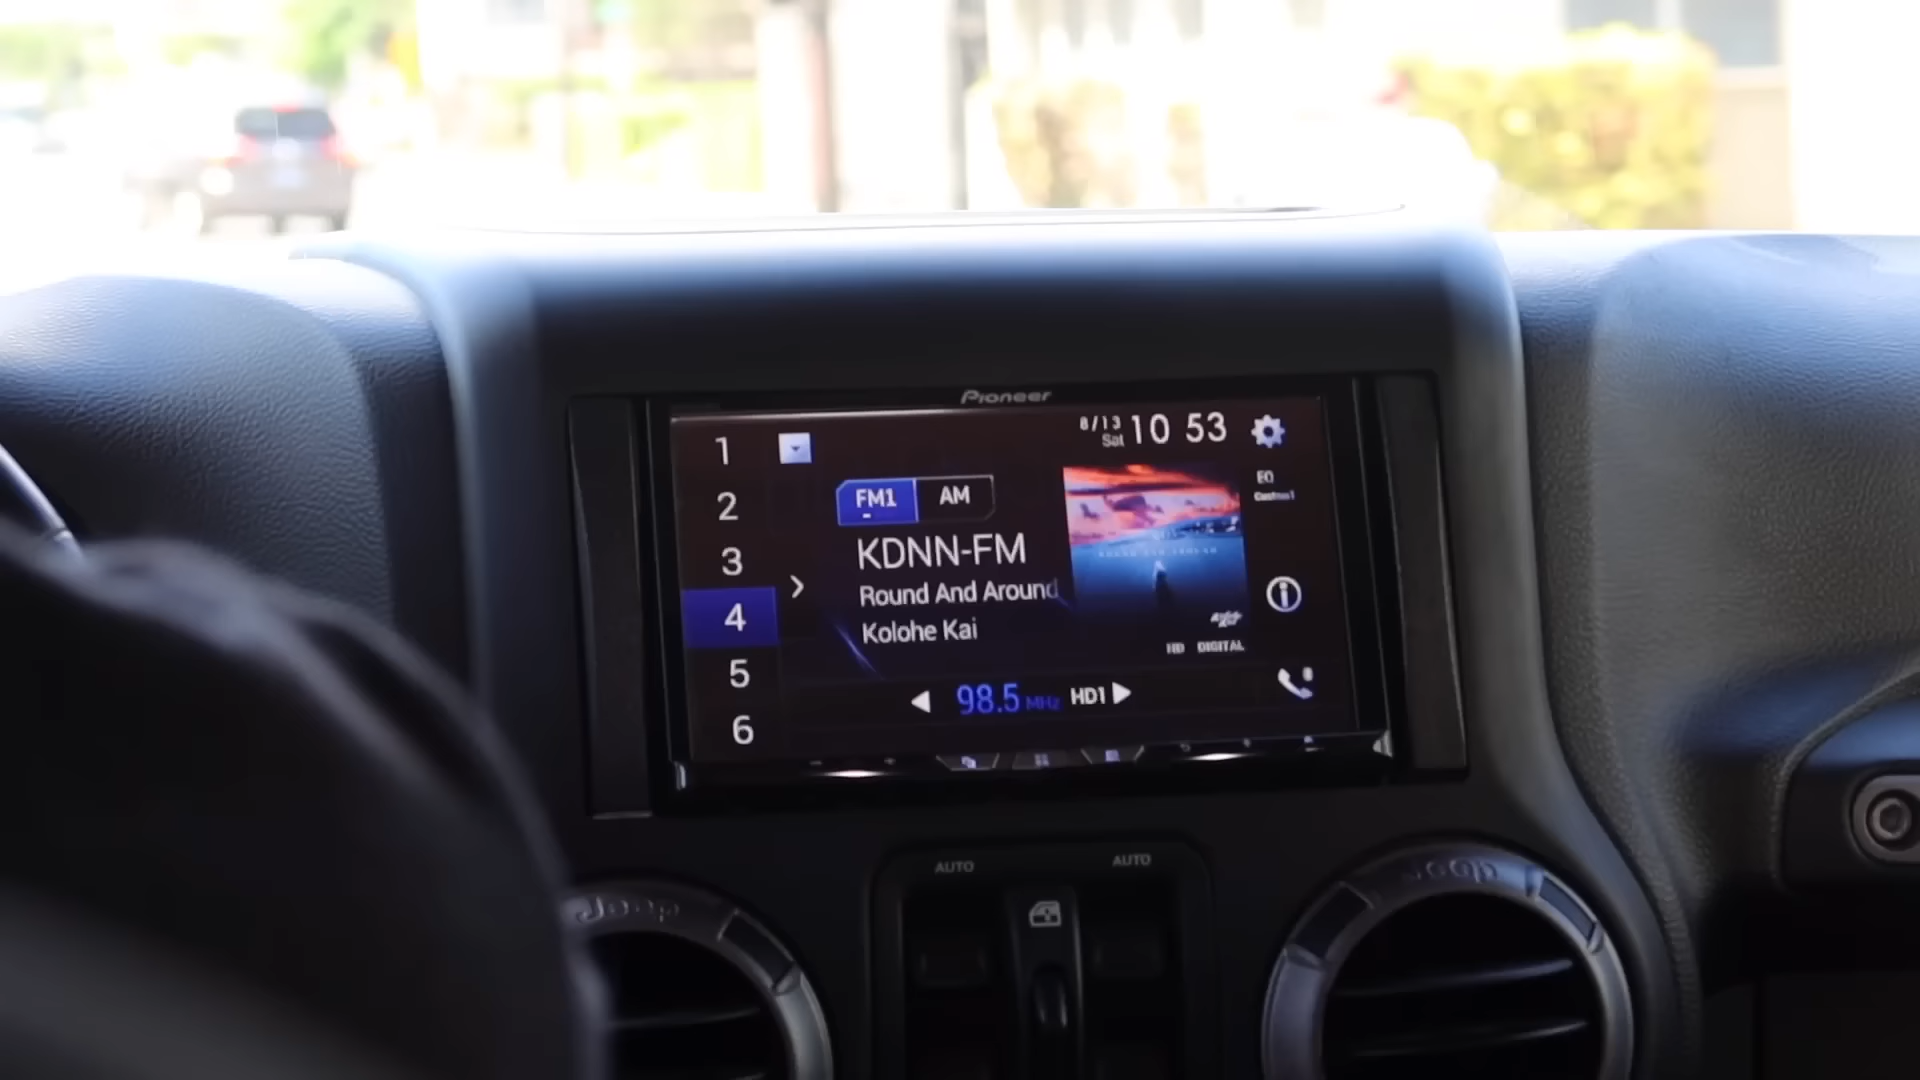 Pioneer
8/13
Sat
10 53
1
2
3
4
5
6
FM1
AM
EQ
Custom1
KDNN-FM
Round And Around
Kolohe Kai
HD DIGITAL
98.5 MHz
HD1
AUTO
AUTO
Jeep
Jeep